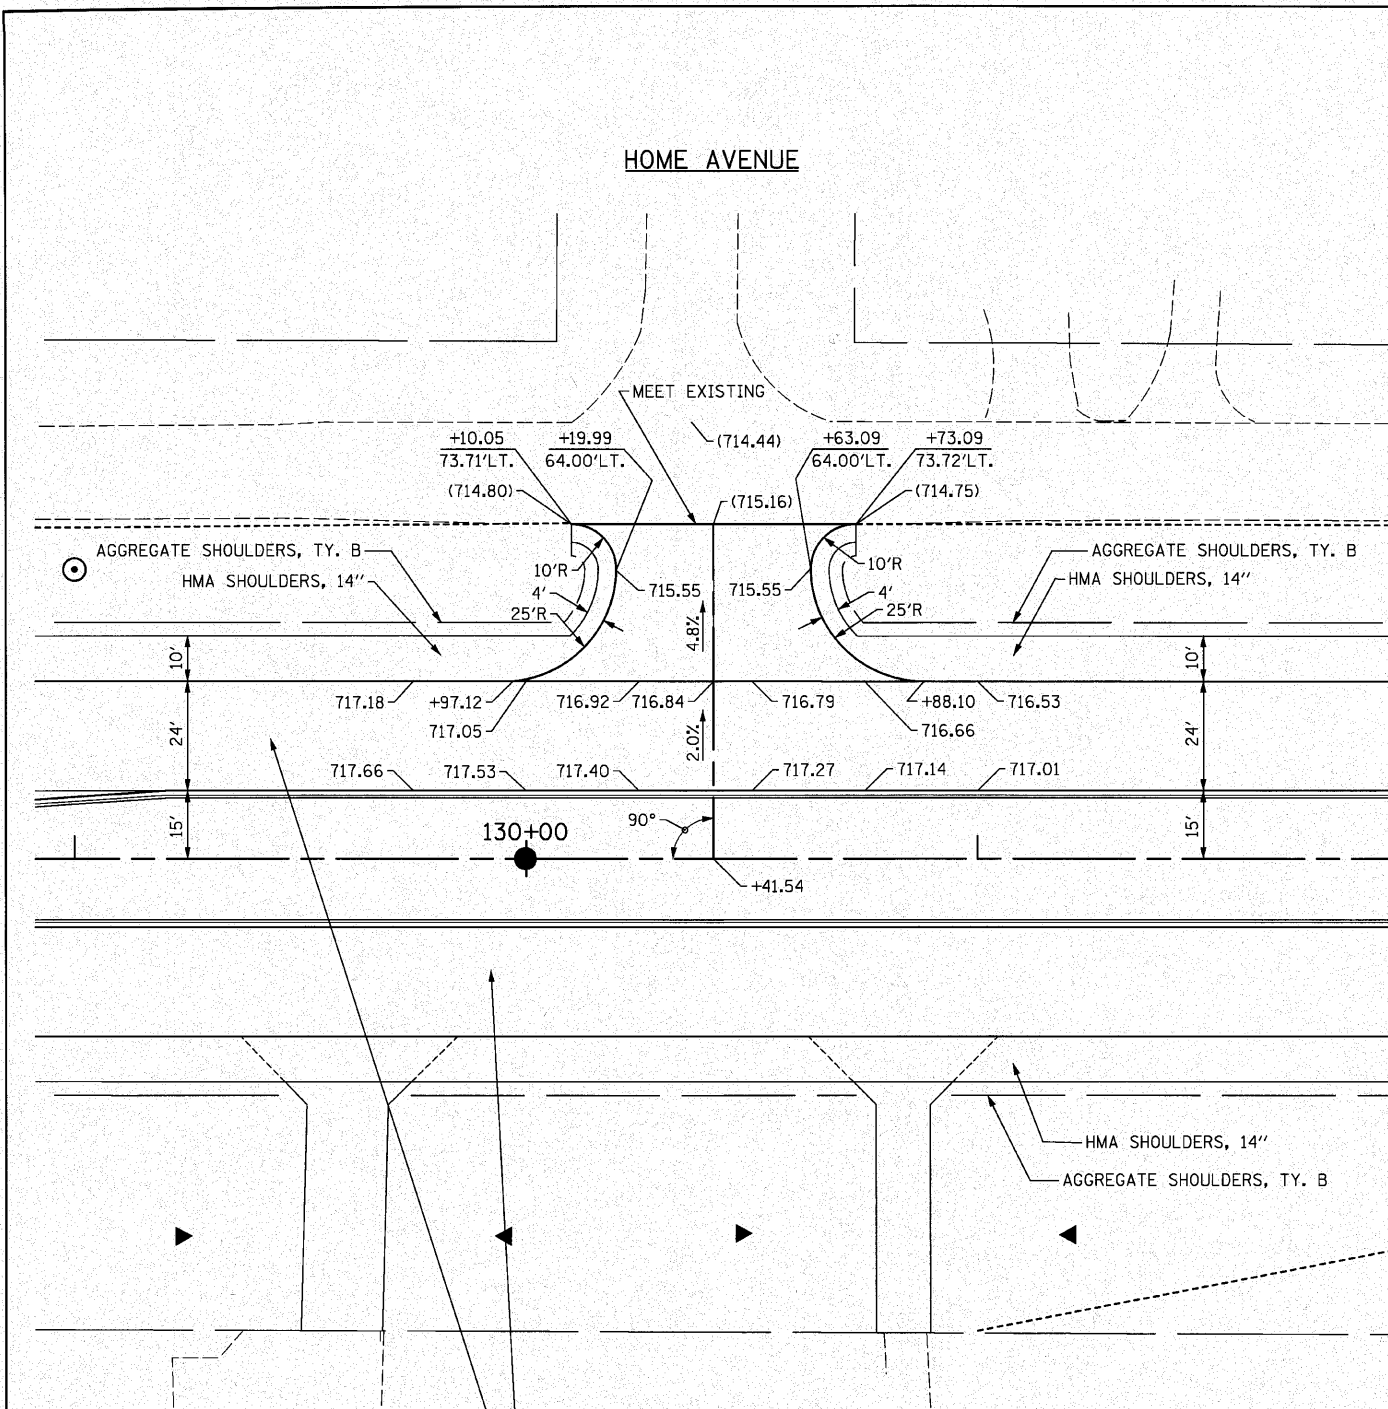 HOME AVENUE
MEET EXISTING
(714.44)
+10.05
73.71'LT.
(714.80)
+19.99
64.00'LT.
+63.09
64.00'LT.
+73.09
73.72'LT.
(714.75)
(715.16)
AGGREGATE SHOULDERS, TY. B
HMA SHOULDERS, 14"
10'R
4'
25'R
715.55
715.55
10'R
4'
25'R
AGGREGATE SHOULDERS, TY. B
HMA SHOULDERS, 14"
4.8%
10'
10'
717.18
+97.12
717.05
716.92
716.84
716.79
+88.10
716.66
716.53
24'
2.0%
24'
717.66
717.53
717.40
717.27
717.14
717.01
15'
130+00
90°
15'
+41.54
HMA SHOULDERS, 14"
AGGREGATE SHOULDERS, TY. B